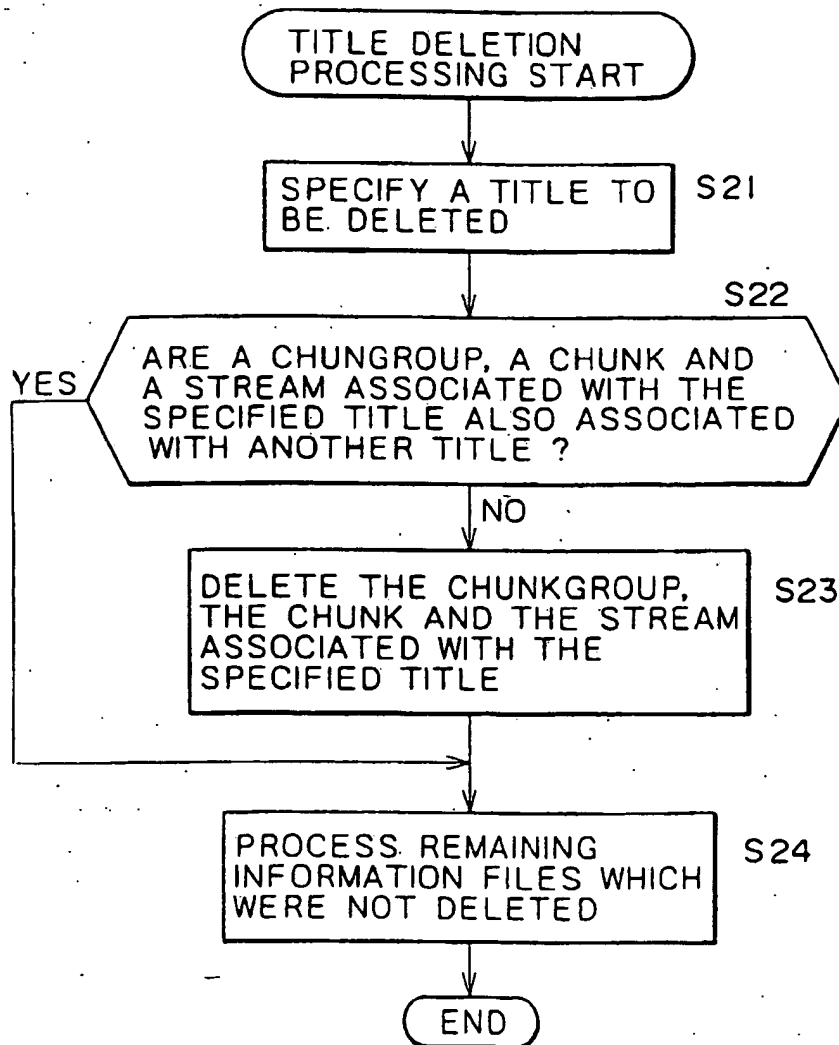 TITLE DELETION
PROCESSING START
SPECIFY A TITLE TO
BE DELETED
S21
S22
ARE A CHUNGROUP, A CHUNK AND
A STREAM ASSOCIATED WITH THE
SPECIFIED TITLE ALSO ASSOCIATED
WITH ANOTHER TITLE ?
YES
NO
DELETE THE CHUNKGROUP,
THE CHUNK AND THE STREAM
ASSOCIATED WITH THE
SPECIFIED TITLE
S23
PROCESS REMAINING
INFORMATION FILES WHICH
WERE NOT DELETED
S24
END